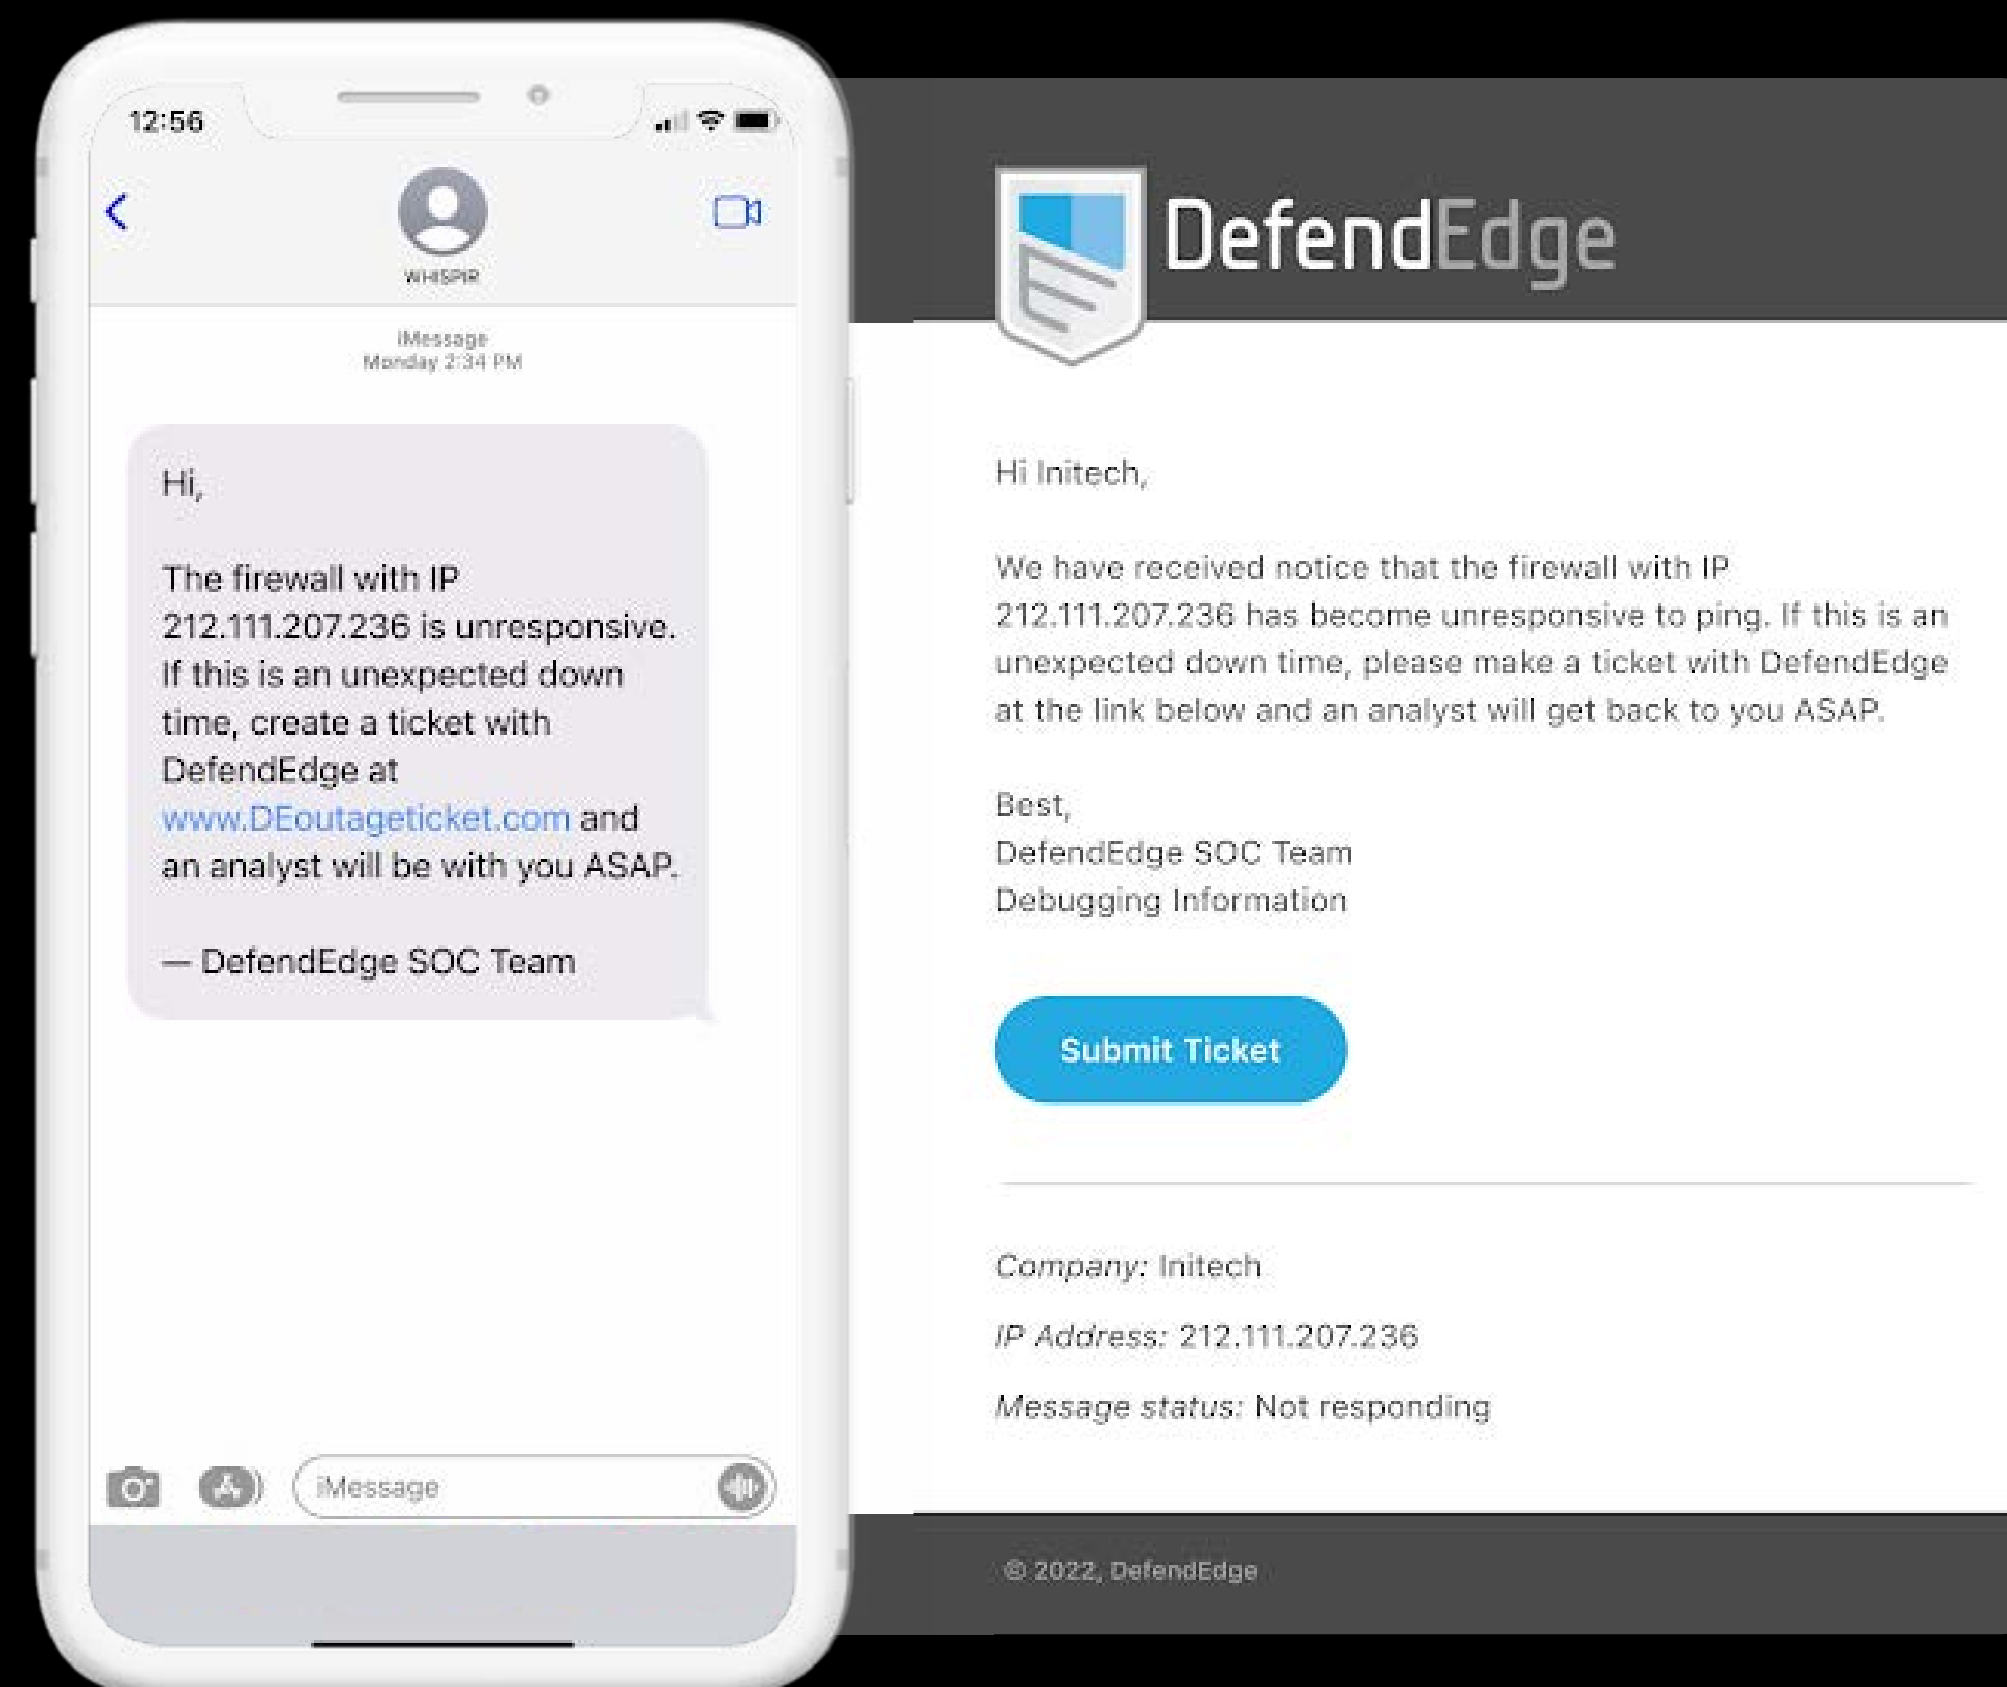 12:56
WHISPIR
iMessage
Monday 2:34 PM
Hi,
The firewall with IP
212.111.207.236 is unresponsive.
If this is an unexpected down
time, create a ticket with
DefendEdge at
www.DEoutageticket.com and
an analyst will be with you ASAP.
— DefendEdge SOC Team
iMessage
DefendEdge
Hi Initech,
We have received notice that the firewall with IP
212.111.207.236 has become unresponsive to ping. If this is an
unexpected down time, please make a ticket with DefendEdge
at the link below and an analyst will get back to you ASAP.
Best,
DefendEdge SOC Team
Debugging Information
Submit Ticket
Company: Initech
IP Address: 212.111.207.236
Message status: Not responding
© 2022, DefendEdge